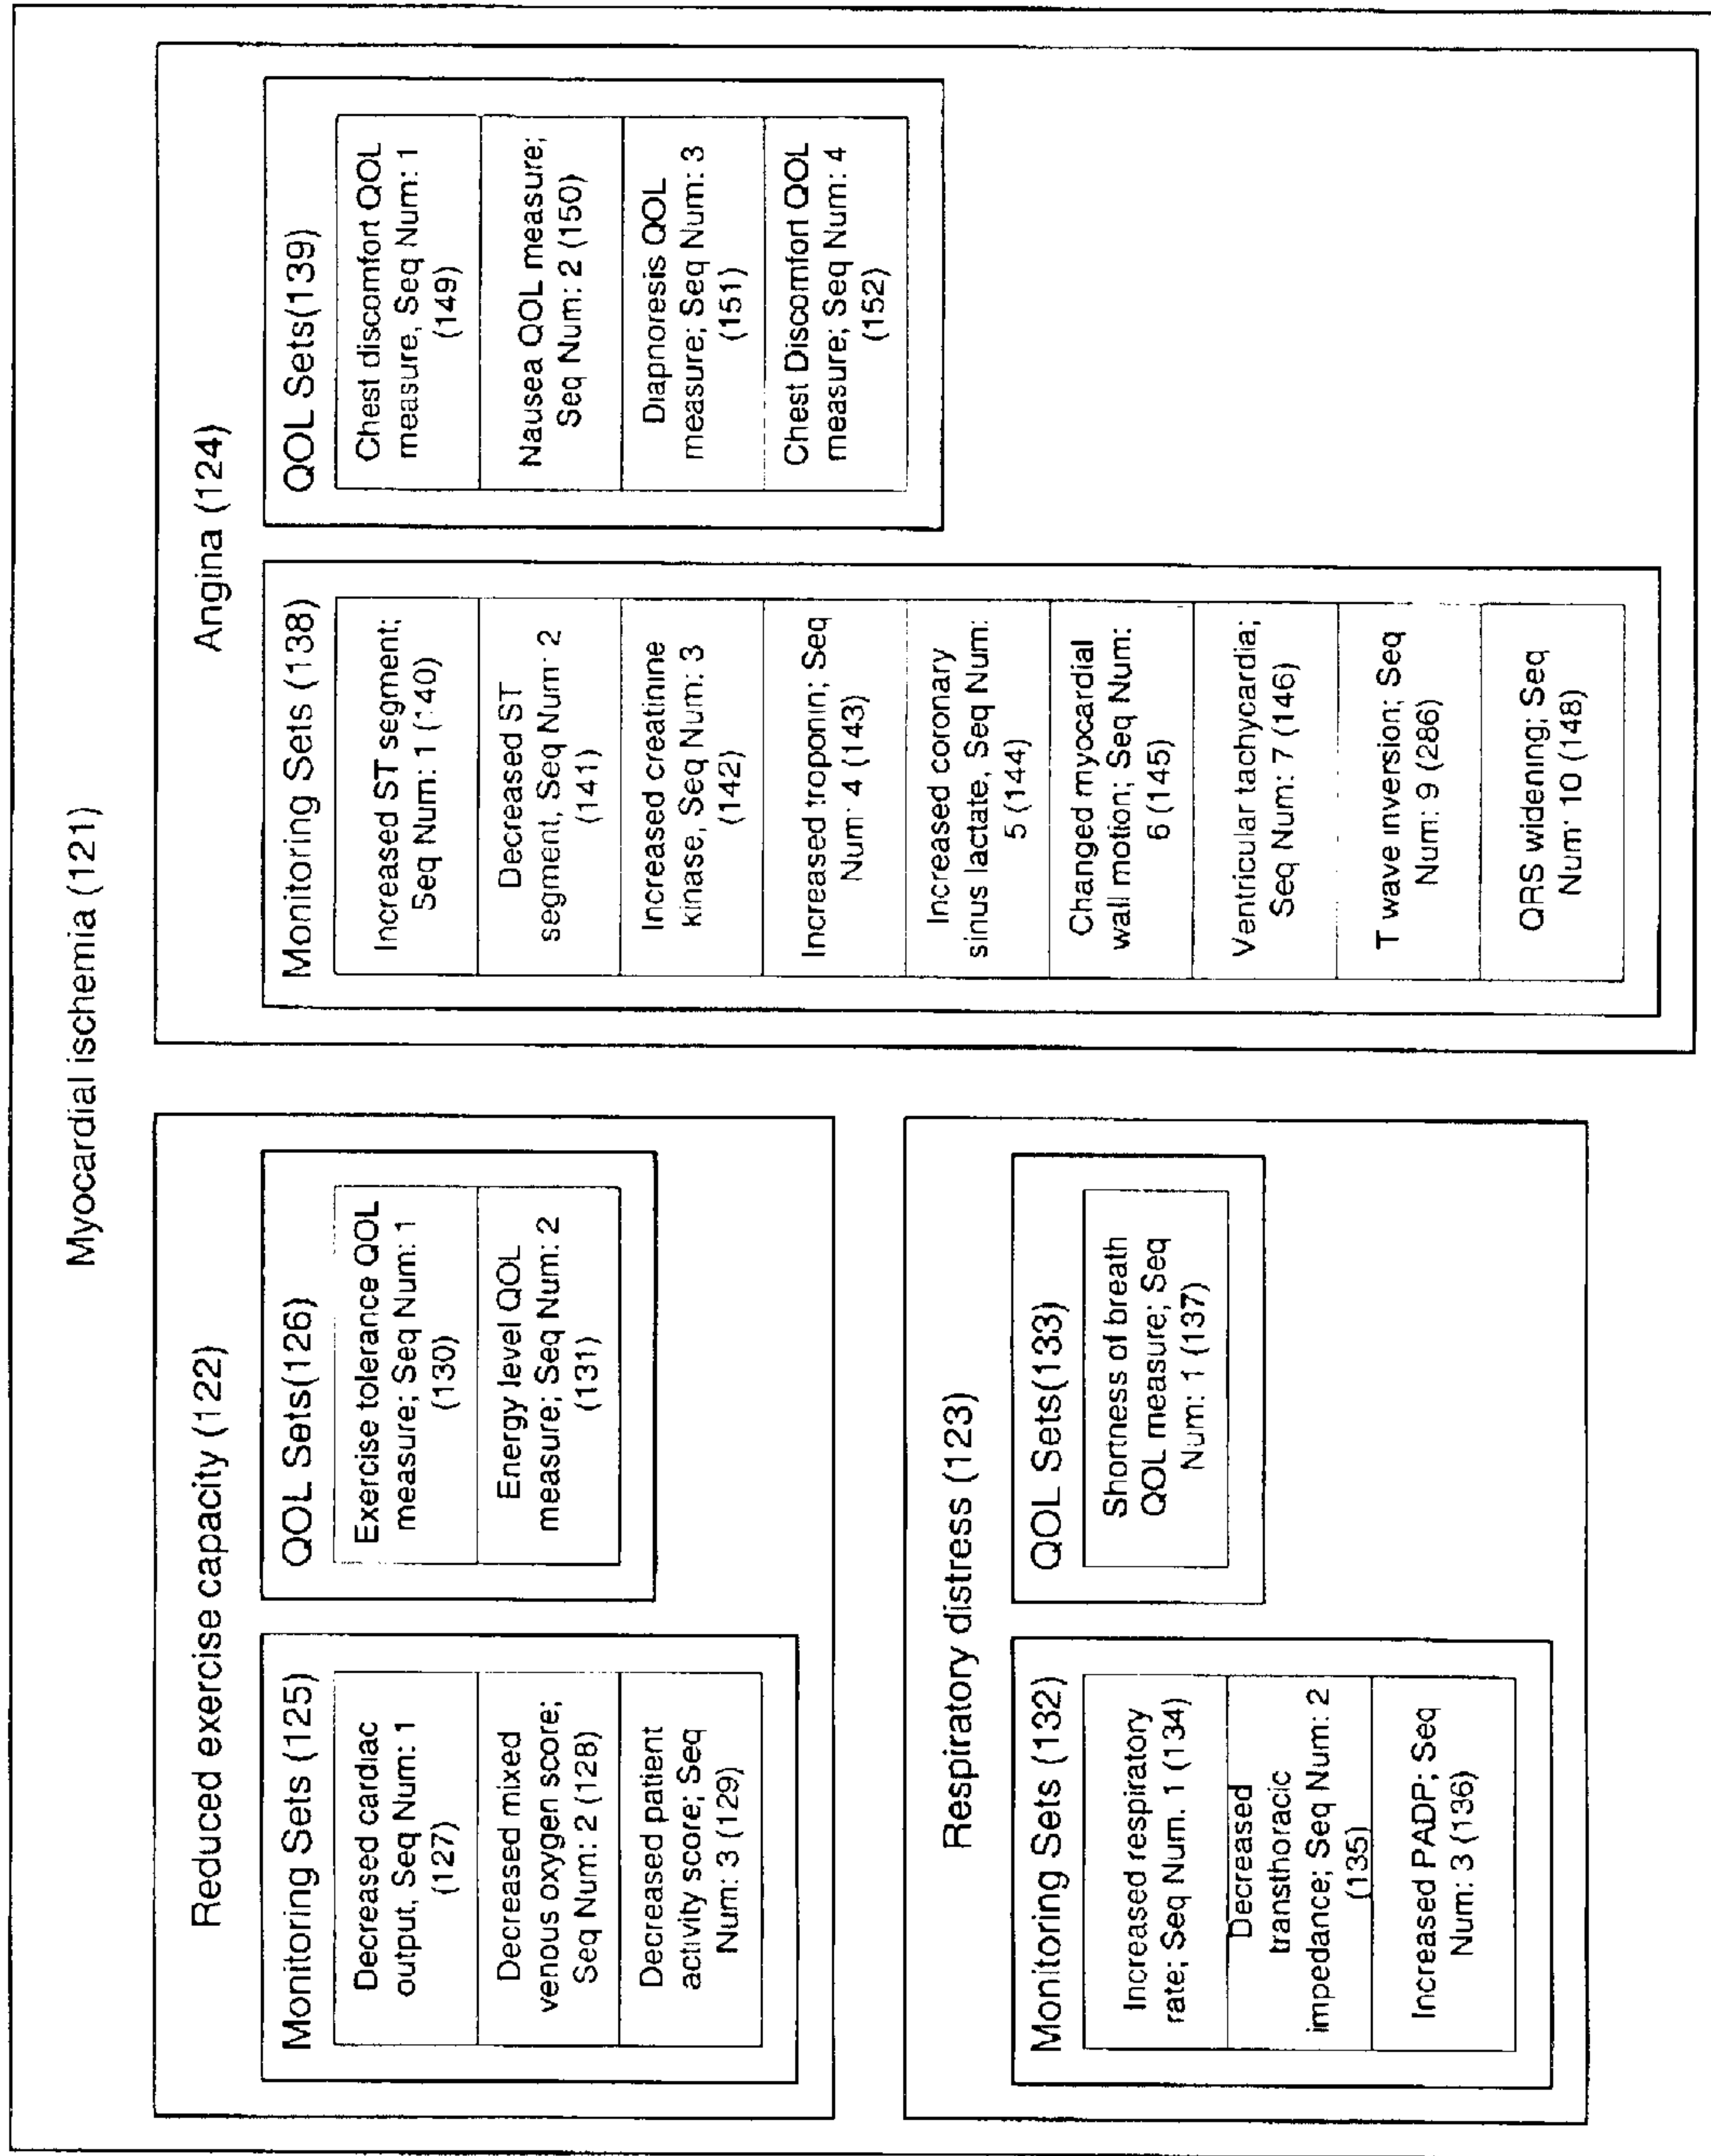 Myocardial ischemia (121)
Reduced exercise capacity (122)
Monitoring Sets (125)
Decreased cardiac
output, Seq Num: 1
(127)
Decreased mixed
venous oxygen score;
Seq Num: 2 (128)
Decreased patient
activity score; Seq
Num: 3 (129)
QOL Sets(126)
Exercise tolerance QOL
measure; Seq Num: 1
(130)
Energy level QOL
measure; Seq Num: 2
(131)
Respiratory distress (123)
Monitoring Sets (132)
Increased respiratory
rate; Seq Num. 1 (134)
Decreased
transthoracic
impedance; Seq Num: 2
(135)
Increased PADP; Seq
Num: 3 (136)
QOL Sets(133)
Shortness of breath
QOL measure; Seq
Num: 1 (137)
Angina (124)
Monitoring Sets (138)
Increased ST segment;
Seq Num: 1 (140)
Decreased ST
segment, Seq Num: 2
(141)
Increased creatinine
kinase, Seq Num: 3
(142)
Increased troponin; Seq
Num: 4 (143)
Increased coronary
sinus lactate, Seq Num:
5 (144)
Changed myocardial
wall motion; Seq Num:
6 (145)
Ventricular tachycardia;
Seq Num: 7 (146)
T wave inversion; Seq
Num: 9 (286)
QRS widening; Seq
Num: 10 (148)
QOL Sets(139)
Chest discomfort QOL
measure, Seq Num: 1
(149)
Nausea QOL measure;
Seq Num: 2 (150)
Diapnoresis QOL
measure; Seq Num: 3
(151)
Chest Discomfort QOL
measure; Seq Num: 4
(152)